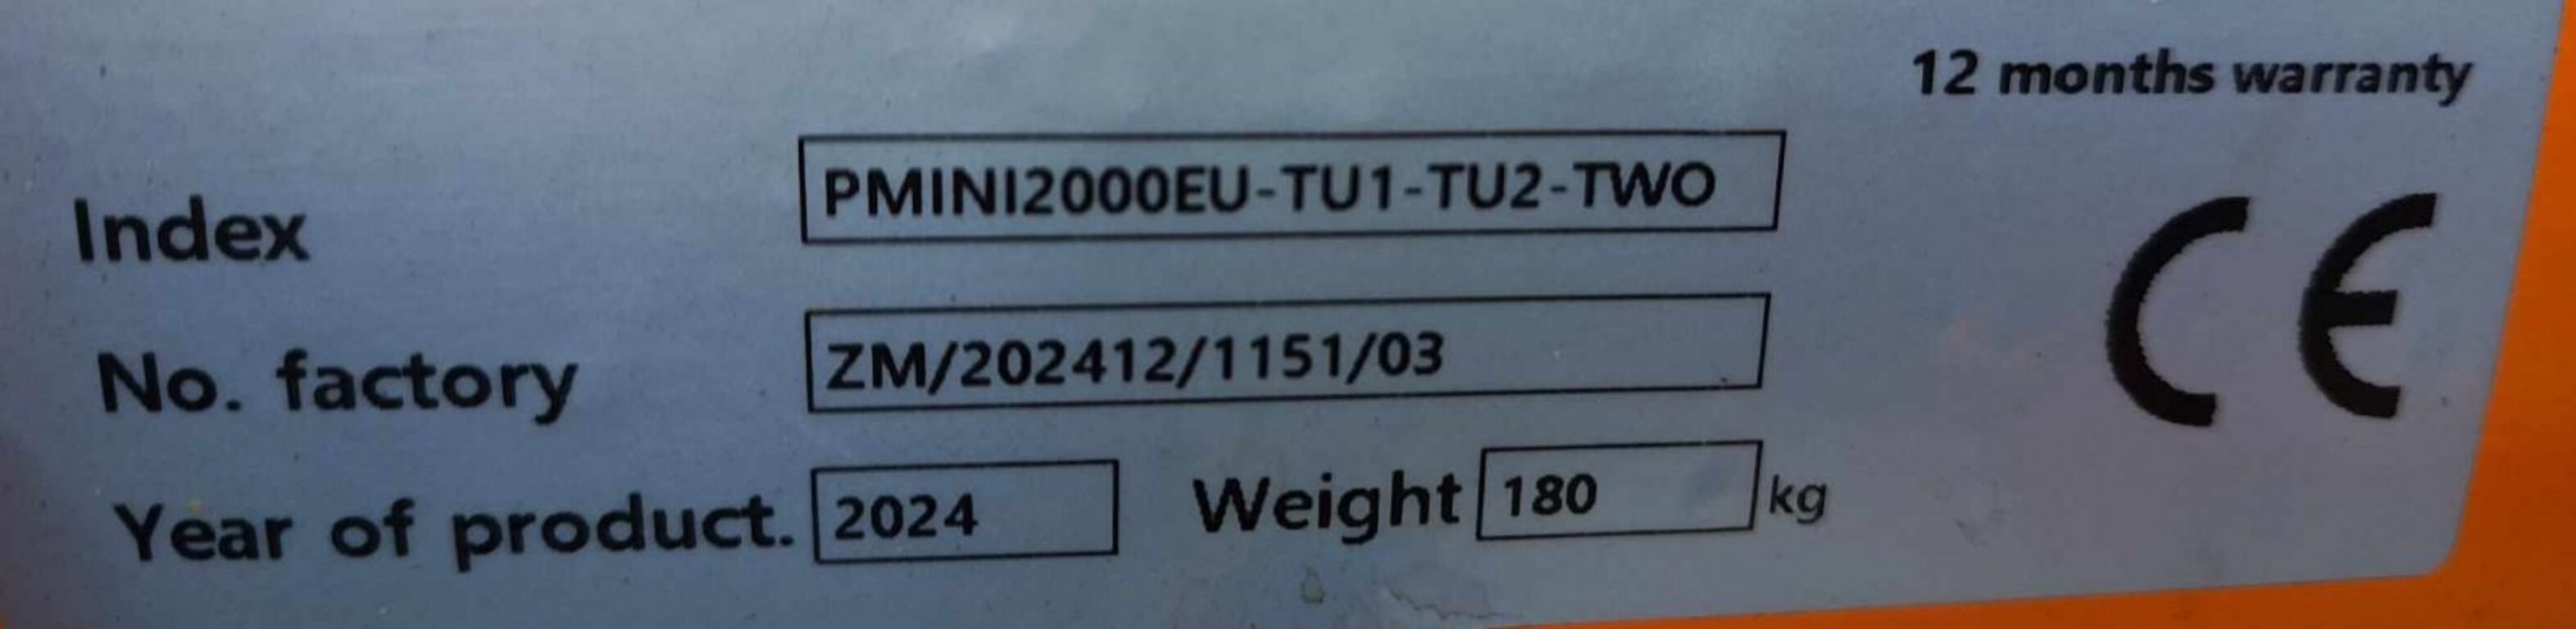 12 months warranty
Index PMINI2000EU-TU1-TU2-TWO
No. factory ZM/202412/1151/03
Year of product. 2024 Weight 180 kg
CE